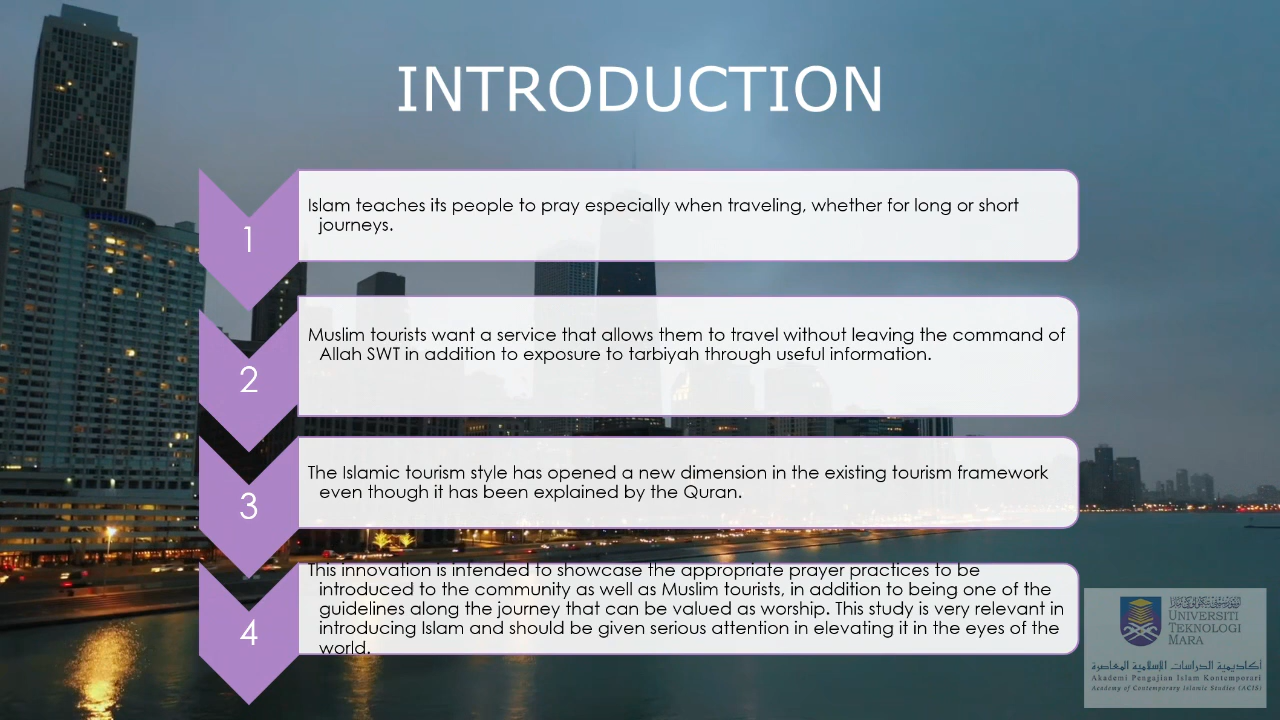 INTRODUCTION
1
Islam teaches its people to pray especially when traveling, whether for long or short
journeys.
2
Muslim tourists want a service that allows them to travel without leaving the command of
Allah SWT in addition to exposure to tarbiyah through useful information.
3
The Islamic tourism style has opened a new dimension in the existing tourism framework
even though it has been explained by the Quran.
4
This innovation is intended to showcase the appropriate prayer practices to be
introduced to the community as well as Muslim tourists, in addition to being one of the
guidelines along the journey that can be valued as worship. This study is very relevant in
introducing Islam and should be given serious attention in elevating it in the eyes of the
world.
UNIVERSITI
TEKNOLOGI
MARA
أكاديمية الدراسات الإسلامية المعاصرة
Akademi Pengajian Islam Kontemporari
Academy of Contemporary Islamic Studies (ACIS)